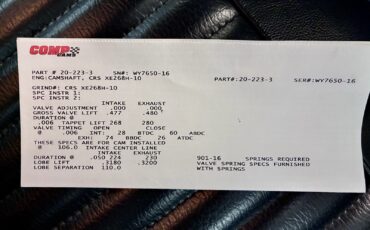 COMP
CAMS
PART # 20-223-3 SN#: WY7650-16 PART#:20-223-3 SER#:WY7650-16
ENG:CAMSHAFT, CRS XE268H-10
GRIND#: CRS XE268H-10
SPC INSTR 1:
SPC INSTR 2:
INTAKE EXHAUST
VALVE ADJUSTMENT .000 .000
GROSS VALVE LIFT .477 .480
DURATION @
.006 TAPPET LIFT 268 280
VALVE TIMING OPEN CLOSE
@ .006 INT: 28 BTDC 60 ABDC
EXH: 74 BBDC 26 ATDC
THESE SPECS ARE FOR CAM INSTALLED
@ 106.0 INTAKE CENTER LINE
INTAKE EXHAUST
DURATION @ .050 224 230 901-16 SPRINGS REQUIRED
LOBE LIFT .3180 .3200 VALVE SPRING SPECS FURNISHED
LOBE SEPARATION 110.0 WITH SPRINGS